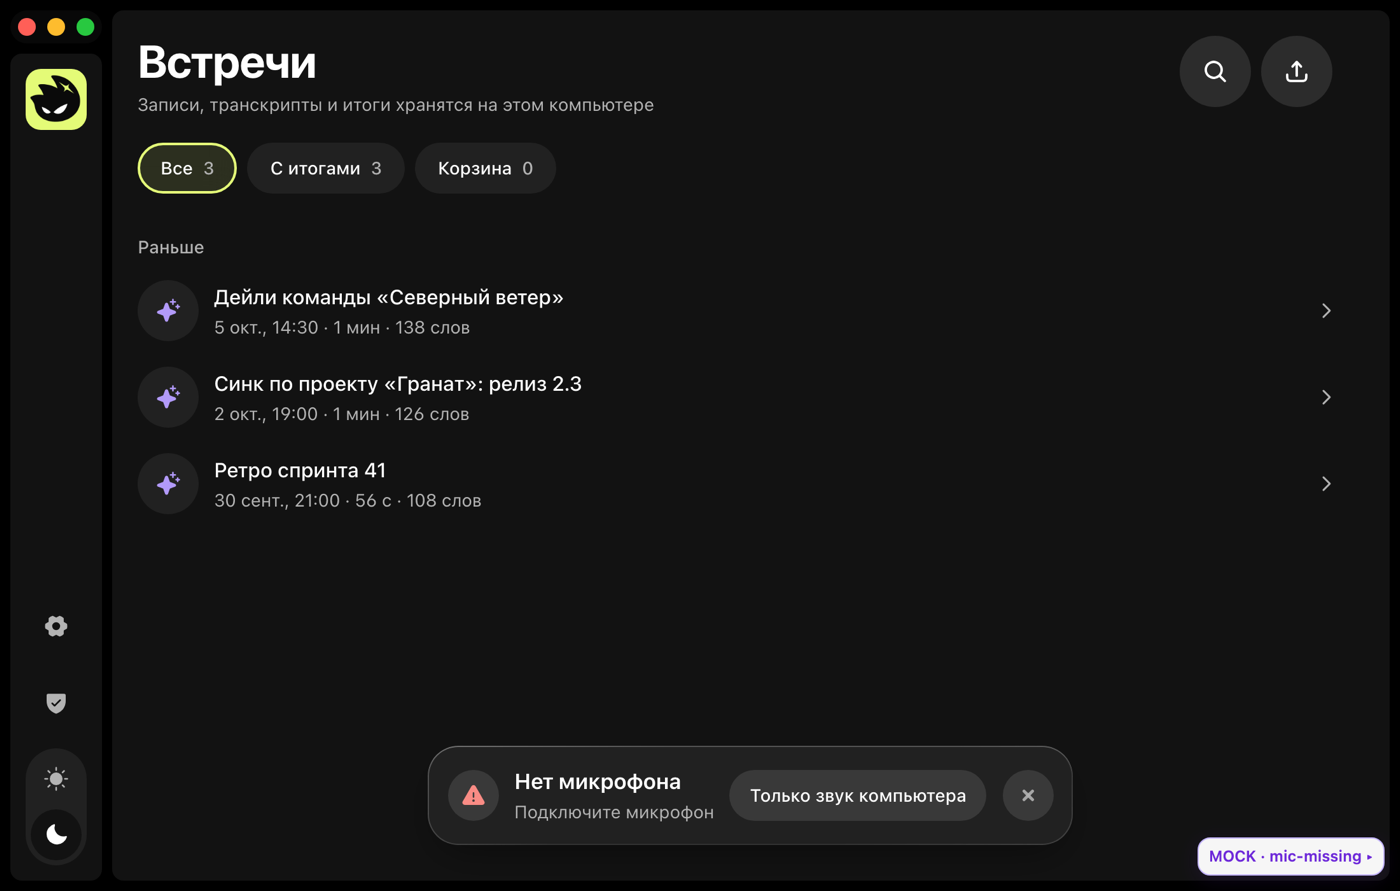 Встречи
Записи, транскрипты и итоги хранятся на этом компьютере
Все 3
С итогами 3
Корзина 0
Раньше
Дейли команды «Северный ветер»
5 окт., 14:30 · 1 мин · 138 слов
Синк по проекту «Гранат»: релиз 2.3
2 окт., 19:00 · 1 мин · 126 слов
Ретро спринта 41
30 сент., 21:00 · 56 с · 108 слов
Нет микрофона
Подключите микрофон
Только звук компьютера
MOCK · mic-missing ▸